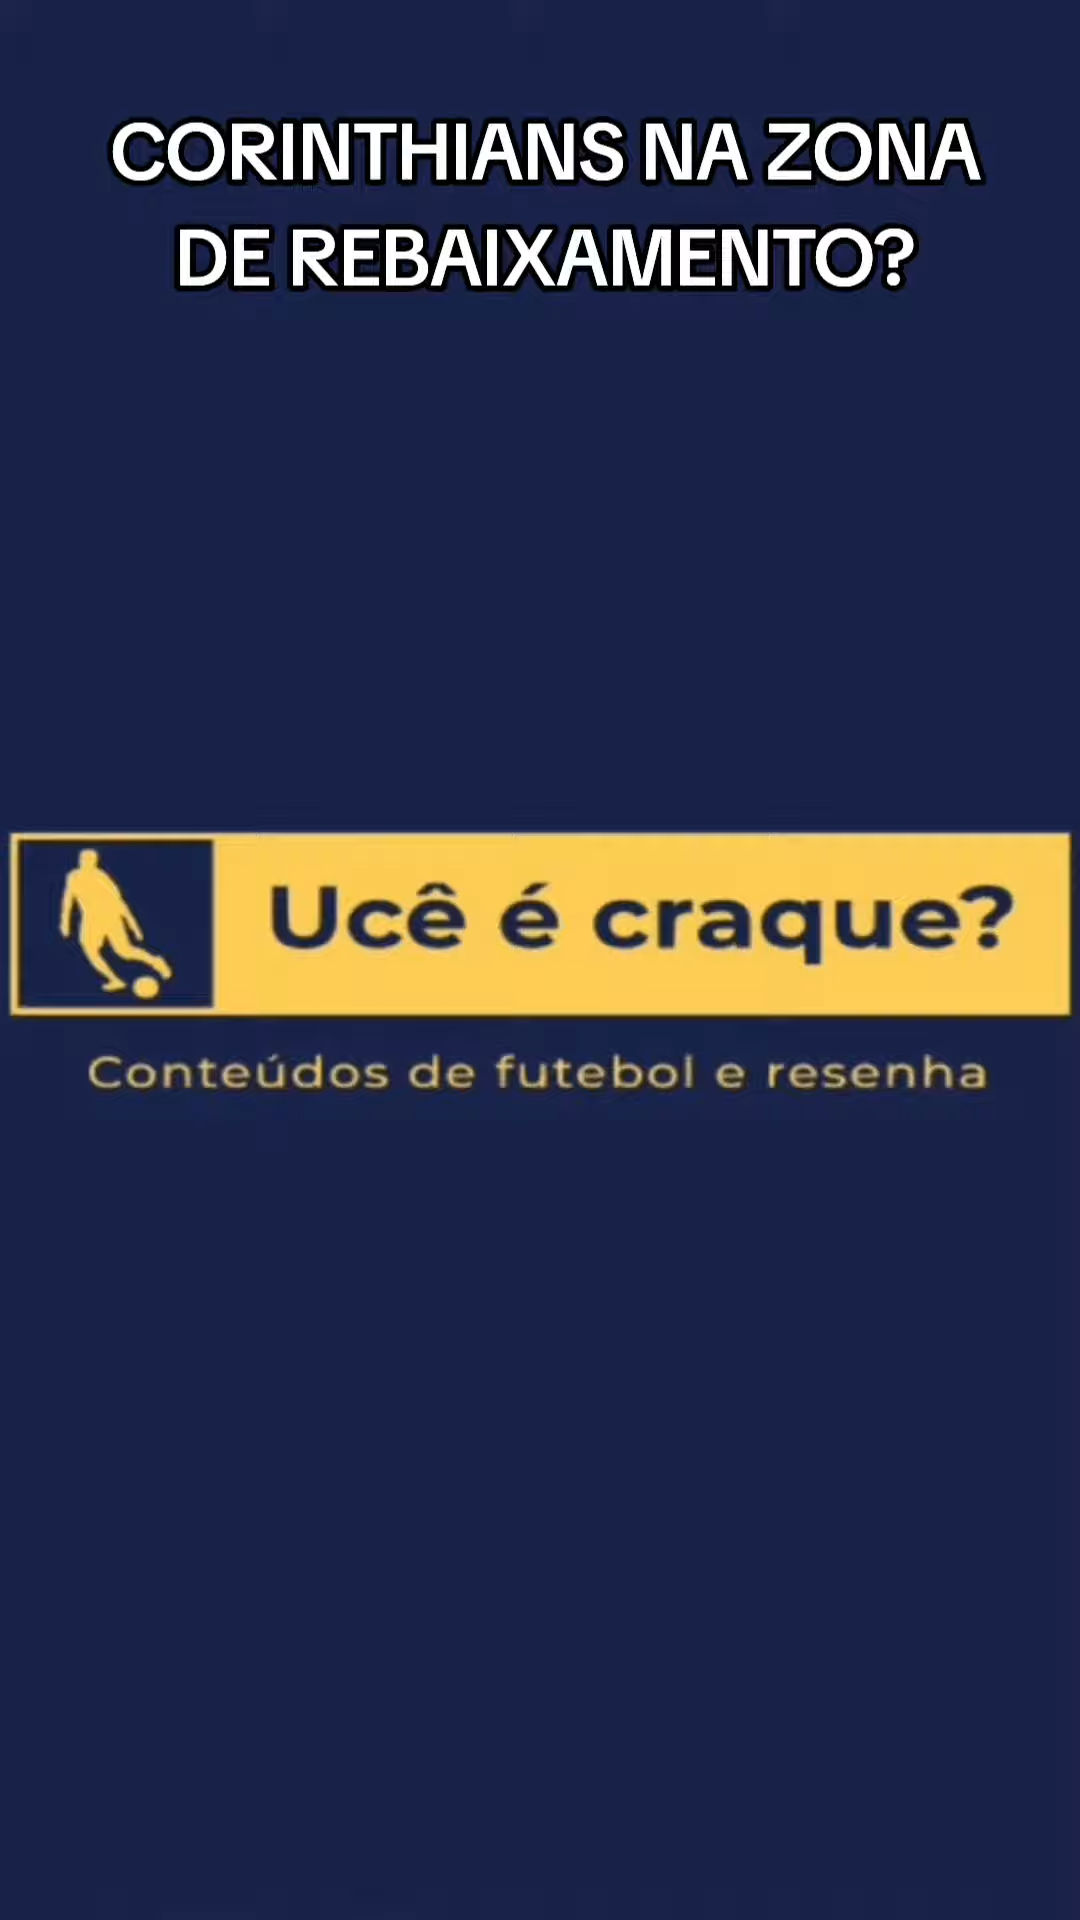 CORINTHIANS NA ZONA
DE REBAIXAMENTO?
Ucê é craque?
Conteúdos de futebol e resenha